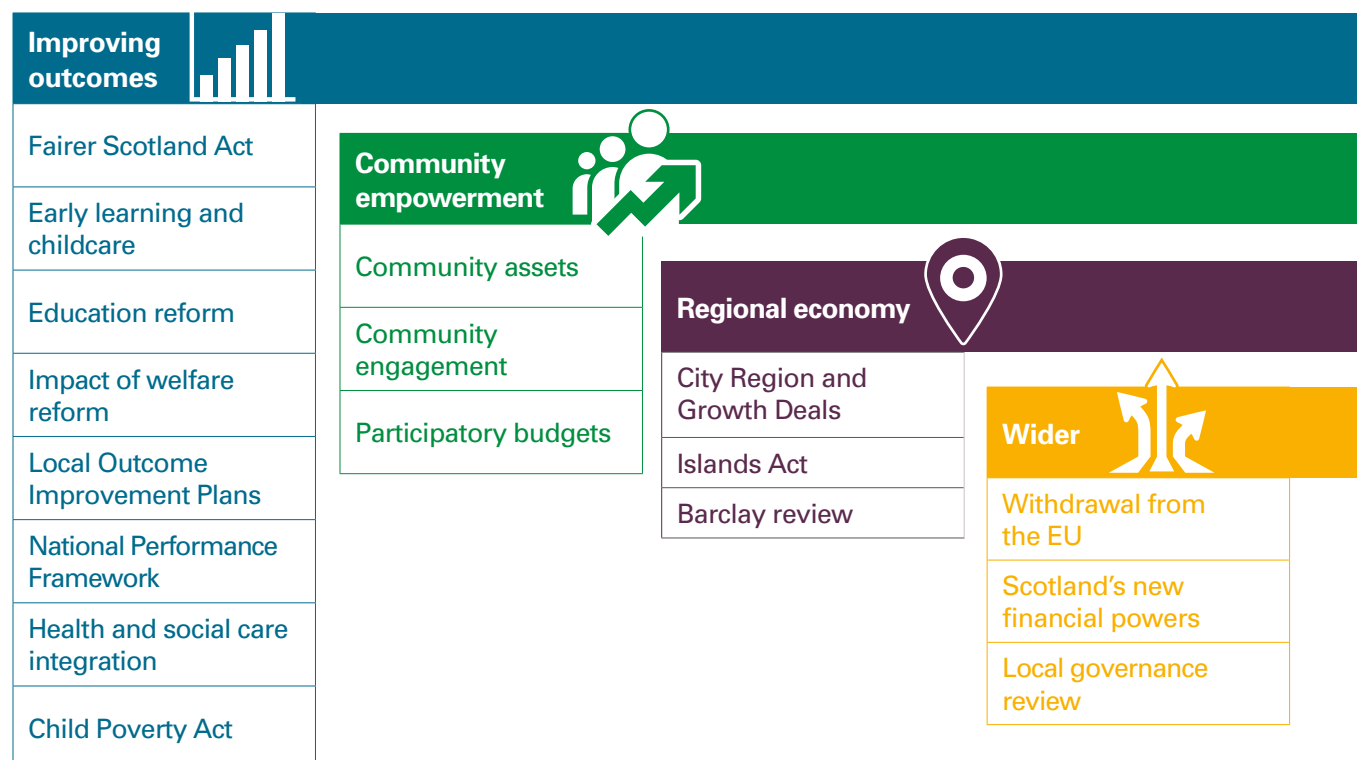 Improving
outcomes
Fairer Scotland Act
Early learning and
childcare
Education reform
Impact of welfare
reform
Local Outcome
Improvement Plans
National Performance
Framework
Health and social care
integration
Child Poverty Act
Community
empowerment
Community assets
Community
engagement
Participatory budgets
Regional economy
City Region and
Growth Deals
Islands Act
Barclay review
Wider
Withdrawal from
the EU
Scotland's new
financial powers
Local governance
review